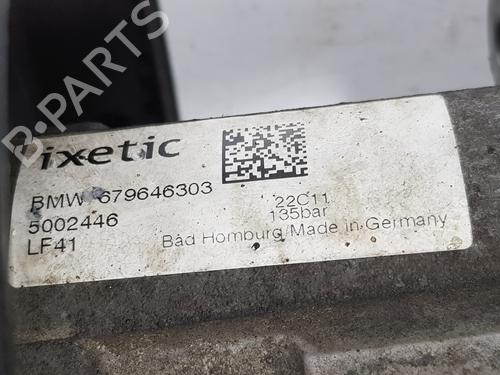 B-PARTS
ixetic
BMW 679646303
5002446
LF41
22C11
135bar
Bad Homburg/Made in Germany